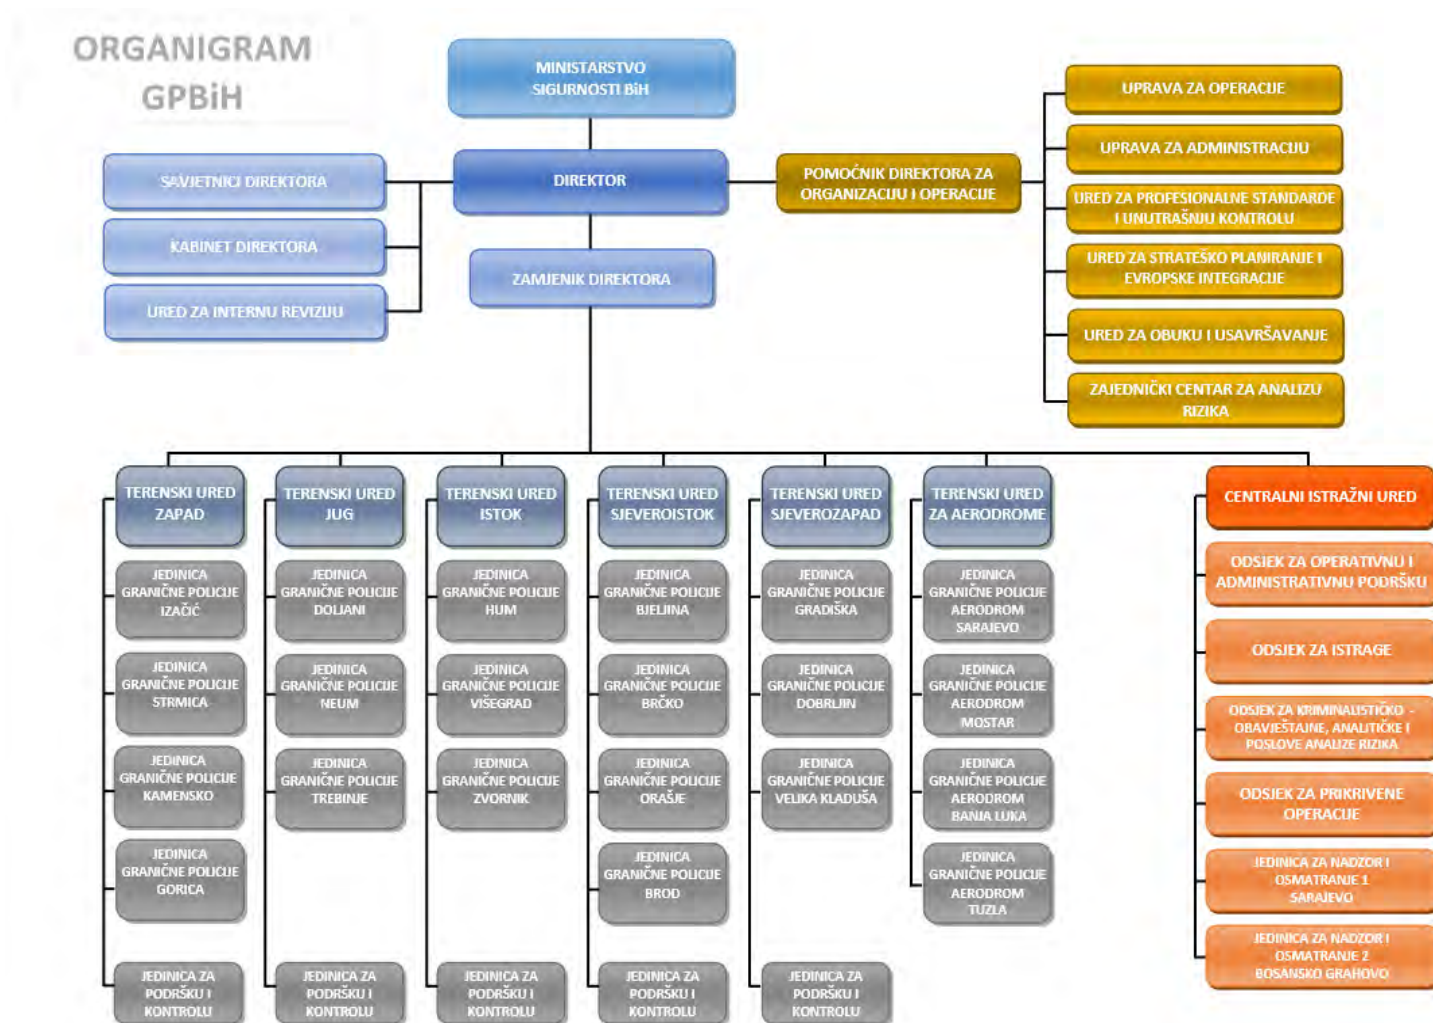 ORGANIGRAM
GPBiH
MINISTARSTVO
SIGURNOSTI BiH
DIREKTOR
ZAMJENIK DIREKTORA
SAVJETNICI DIREKTORA
KABINET DIREKTORA
URED ZA INTERNU REVIZIJU
POMOĆNIK DIREKTORA ZA
ORGANIZACIJU I OPERACIJE
UPRAVA ZA OPERACIJE
UPRAVA ZA ADMINISTRACIJU
URED ZA PROFESIONALNE STANDARDE
I UNUTRAŠNJU KONTROLU
URED ZA STRATEŠKO PLANIRANJE I
EVROPSKE INTEGRACIJE
URED ZA OBUKU I USAVRŠAVANJE
ZAJEDNIČKI CENTAR ZA ANALIZU
RIZIKA
TERENSKI URED
ZAPAD
JEDINICA
GRANIČNE POLICIJE
IZAČIĆ
JEDINICA
GRANIČNE POLICIJE
STRMICA
JEDINICA
GRANIČNE POLICIJE
KAMENSKO
JEDINICA
GRANIČNE POLICIJE
GORICA
JEDINICA ZA
PODRŠKU I
KONTROLU
TERENSKI URED
JUG
JEDINICA
GRANIČNE POLICIJE
DOLJANI
JEDINICA
GRANIČNE POLICIJE
NEUM
JEDINICA
GRANIČNE POLICIJE
TREBINJE
JEDINICA ZA
PODRŠKU I
KONTROLU
TERENSKI URED
ISTOK
JEDINICA
GRANIČNE POLICIJE
HUM
JEDINICA
GRANIČNE POLICIJE
VIŠEGRAD
JEDINICA
GRANIČNE POLICIJE
ZVORNIK
JEDINICA ZA
PODRŠKU I
KONTROLU
TERENSKI URED
SJEVEROISTOK
JEDINICA
GRANIČNE POLICIJE
BJELJINA
JEDINICA
GRANIČNE POLICIJE
BRČKO
JEDINICA
GRANIČNE POLICIJE
ORAŠJE
JEDINICA
GRANIČNE POLICIJE
BROD
JEDINICA ZA
PODRŠKU I
KONTROLU
TERENSKI URED
SJEVEROZAPAD
JEDINICA
GRANIČNE POLICIJE
GRADIŠKA
JEDINICA
GRANIČNE POLICIJE
DOBRLJIN
JEDINICA
GRANIČNE POLICIJE
VELIKA KLADUŠA
JEDINICA ZA
PODRŠKU I
KONTROLU
TERENSKI URED
ZA AERODROME
JEDINICA
GRANIČNE POLICIJE
AERODROM
SARAJEVO
JEDINICA
GRANIČNE POLICIJE
AERODROM
MOSTAR
JEDINICA
GRANIČNE POLICIJE
AERODROM
BANJA LUKA
JEDINICA
GRANIČNE POLICIJE
AERODROM
TUZLA
CENTRALNI ISTRAŽNI URED
ODSJEK ZA OPERATIVNU I
ADMINISTRATIVNU PODRŠKU
ODSJEK ZA ISTRAGE
ODSJEK ZA KRIMINALISTIČKO -
OBAVJEŠTAJNE, ANALITIČKE I
POSLOVE ANALIZE RIZIKA
ODSJEK ZA PRIKRIVENE
OPERACIJE
JEDINICA ZA NADZOR I
OSMATRANJE 1
SARAJEVO
JEDINICA ZA NADZOR I
OSMATRANJE 2
BOSANSKO GRAHOVO